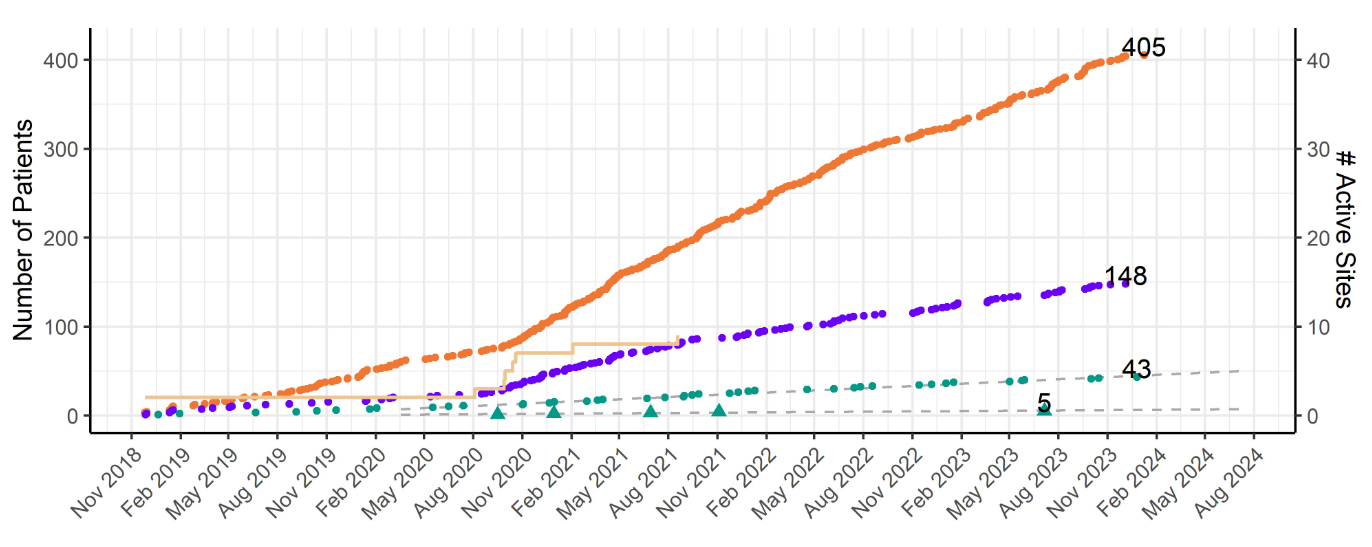 Number of Patients
400
300
200
100
0
405
148
43
5
40
30
20
10
0
# Active Sites
Nov 2018
Feb 2019
May 2019
Aug 2019
Nov 2019
Feb 2020
May 2020
Aug 2020
Nov 2020
Feb 2021
May 2021
Aug 2021
Nov 2021
Feb 2022
May 2022
Aug 2022
Nov 2022
Feb 2023
May 2023
Aug 2023
Nov 2023
Feb 2024
May 2024
Aug 2024